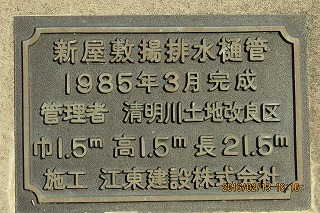 新屋敷揚排水樋管
1985年3月完成
管理者 清明川土地改良区
巾1.5m 高1.5m 長21.5m
施工 江東建設株式会社